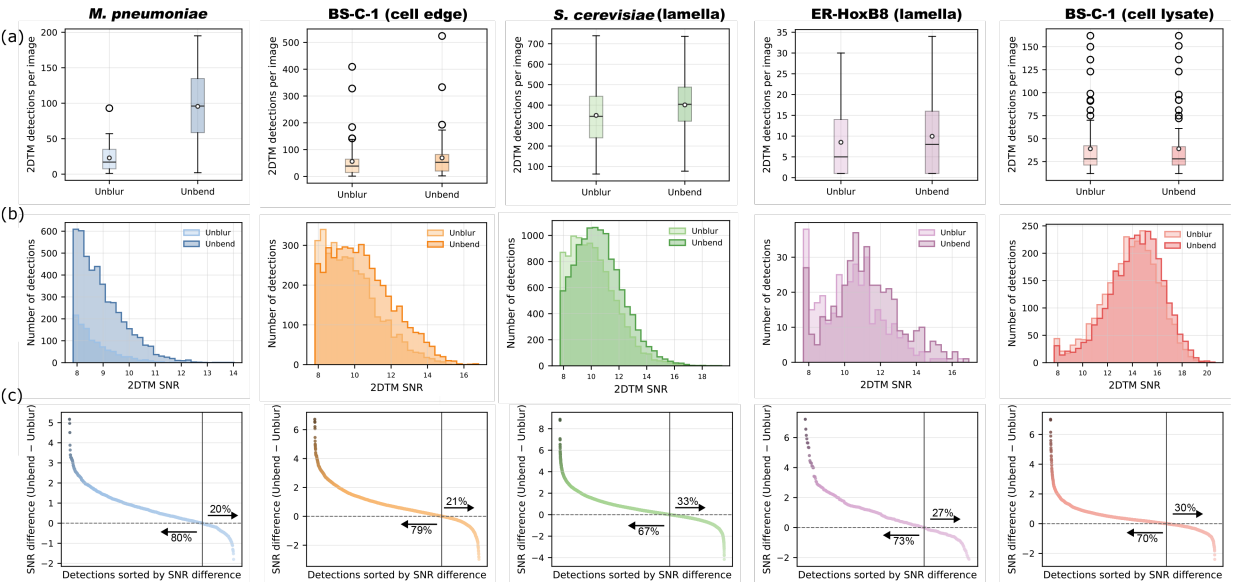 M. pneumoniae
BS-C-1 (cell edge)
S. cerevisiae (lamella)
ER-HoxB8 (lamella)
BS-C-1 (cell lysate)
(a)
2DTM detections per image
200
150
100
50
0
Unblur
Unbend
2DTM detections per image
500
400
300
200
100
0
Unblur
Unbend
2DTM detections per image
700
600
500
400
300
200
100
Unblur
Unbend
2DTM detections per image
35
30
25
20
15
10
5
0
Unblur
Unbend
2DTM detections per image
150
125
100
75
50
25
Unblur
Unbend
(b)
Number of detections
600
500
400
300
200
100
0
8 9 10 11 12 13 14
2DTM SNR
Unblur
Unbend
Number of detections
300
200
100
0
8 10 12 14 16
2DTM SNR
Unblur
Unbend
Number of detections
1000
800
600
400
200
0
8 10 12 14 16 18
2DTM SNR
Unblur
Unbend
Number of detections
30
20
10
0
8 10 12 14 16
2DTM SNR
Unblur
Unbend
Number of detections
250
200
150
100
50
0
8 10 12 14 16 18 20
2DTM SNR
Unblur
Unbend
(c)
SNR difference (Unbend − Unblur)
5
4
3
2
1
0
−1
−2
20%
80%
Detections sorted by SNR difference
SNR difference (Unbend − Unblur)
6
4
2
0
−2
21%
79%
Detections sorted by SNR difference
SNR difference (Unbend − Unblur)
8
6
4
2
0
−2
−4
33%
67%
Detections sorted by SNR difference
SNR difference (Unbend − Unblur)
6
4
2
0
−2
27%
73%
Detections sorted by SNR difference
SNR difference (Unbend − Unblur)
6
4
2
0
−2
30%
70%
Detections sorted by SNR difference